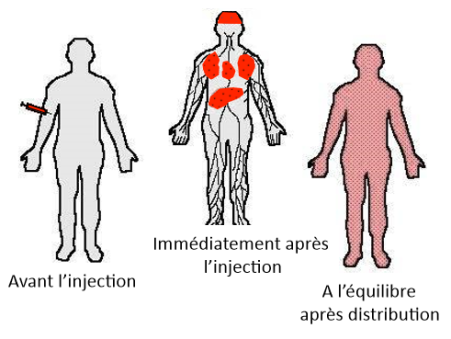 Avant l'injection
Immédiatement après
l'injection
A l'équilibre
après distribution